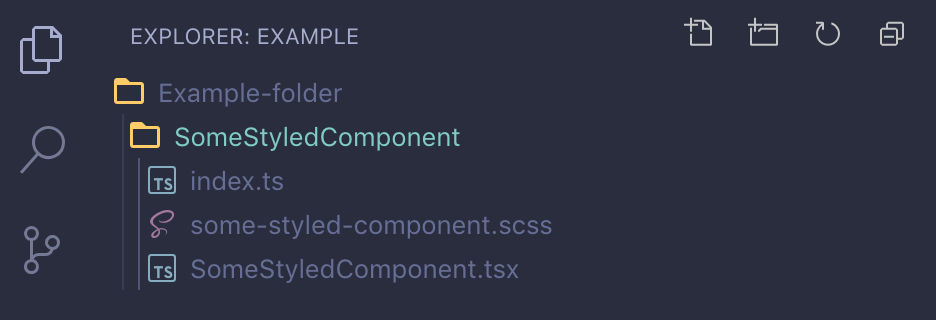 EXPLORER: EXAMPLE
Example-folder
SomeStyledComponent
TS index.ts
some-styled-component.scss
TS SomeStyledComponent.tsx